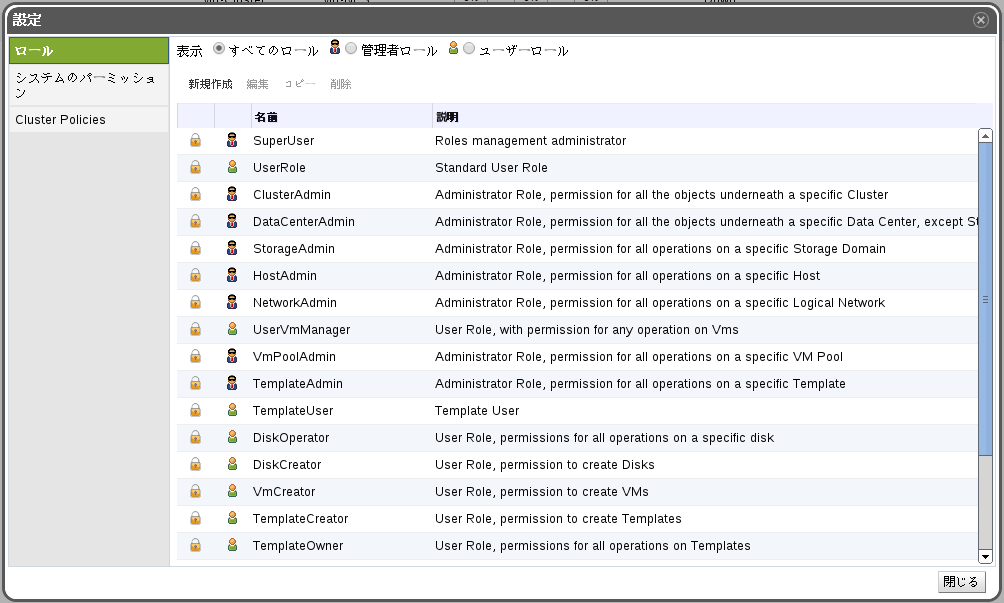 設定
ロール
システムのパーミッション
Cluster Policies
表示 すべてのロール 管理者ロール ユーザーロール
新規作成 編集 コピー 削除
名前 説明
SuperUser Roles management administrator
UserRole Standard User Role
ClusterAdmin Administrator Role, permission for all the objects underneath a specific Cluster
DataCenterAdmin Administrator Role, permission for all the objects underneath a specific Data Center, except St
StorageAdmin Administrator Role, permission for all operations on a specific Storage Domain
HostAdmin Administrator Role, permission for all operations on a specific Host
NetworkAdmin Administrator Role, permission for all operations on a specific Logical Network
UserVmManager User Role, with permission for any operation on Vms
VmPoolAdmin Administrator Role, permission for all operations on a specific VM Pool
TemplateAdmin Administrator Role, permission for all operations on a specific Template
TemplateUser Template User
DiskOperator User Role, permissions for all operations on a specific disk
DiskCreator User Role, permission to create Disks
VmCreator User Role, permission to create VMs
TemplateCreator User Role, permission to create Templates
TemplateOwner User Role, permissions for all operations on Templates
閉じる